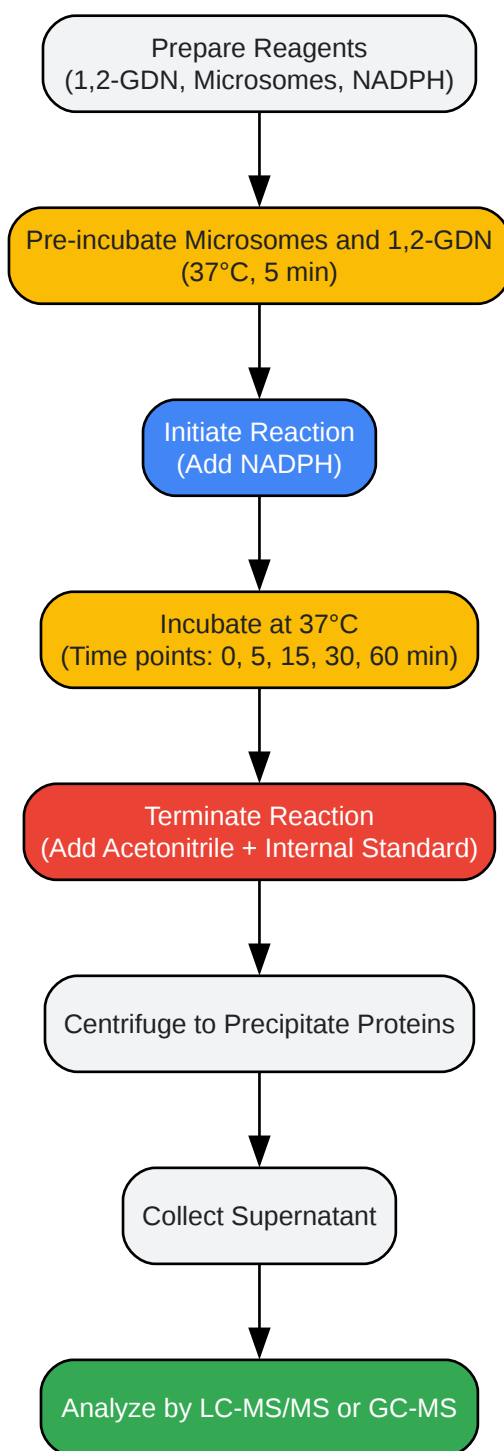 Prepare Reagents
(1,2-GDN, Microsomes, NADPH)
Pre-incubate Microsomes and 1,2-GDN
(37°C, 5 min)
Initiate Reaction
(Add NADPH)
Incubate at 37°C
(Time points: 0, 5, 15, 30, 60 min)
Terminate Reaction
(Add Acetonitrile + Internal Standard)
Centrifuge to Precipitate Proteins
Collect Supernatant
Analyze by LC-MS/MS or GC-MS